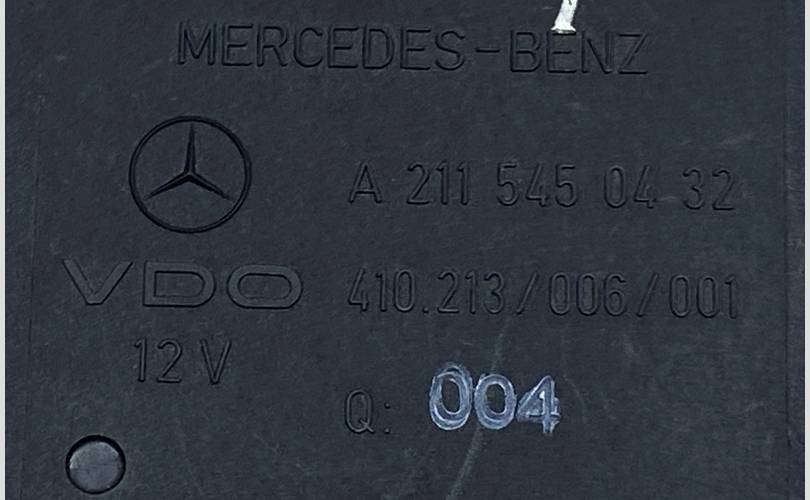 MERCEDES-BENZ
A 211 545 04 32
VDO 410.213/006/001
12 V
Q: 004